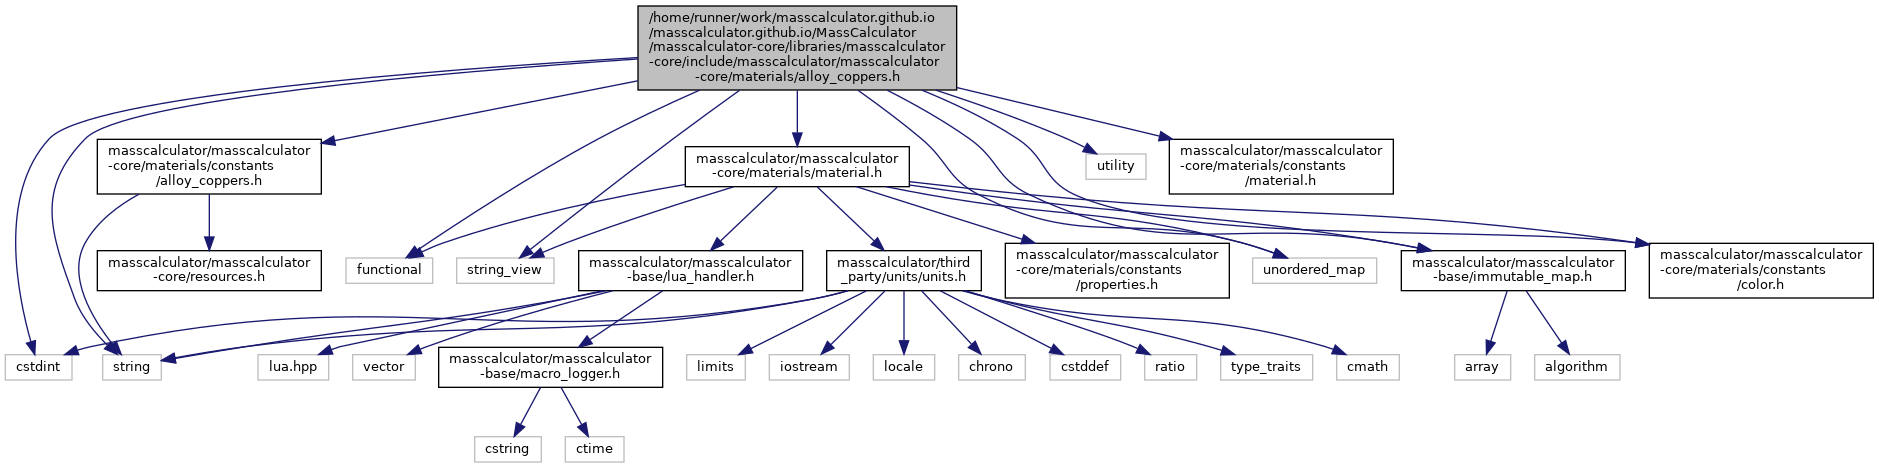 /home/runner/work/masscalculator.github.io
/masscalculator.github.io/MassCalculator
/masscalculator-core/libraries/masscalculator
-core/include/masscalculator/masscalculator
-core/materials/alloy_coppers.h
masscalculator/masscalculator
-core/materials/constants
/alloy_coppers.h
masscalculator/masscalculator
-core/materials/material.h
utility
masscalculator/masscalculator
-core/materials/constants
/material.h
masscalculator/masscalculator
-core/resources.h
functional
string_view
masscalculator/masscalculator
-base/lua_handler.h
masscalculator/third
_party/units/units.h
masscalculator/masscalculator
-core/materials/constants
/properties.h
unordered_map
masscalculator/masscalculator
-base/immutable_map.h
masscalculator/masscalculator
-core/materials/constants
/color.h
cstdint
string
lua.hpp
vector
masscalculator/masscalculator
-base/macro_logger.h
limits
iostream
locale
chrono
cstddef
ratio
type_traits
cmath
array
algorithm
cstring
ctime